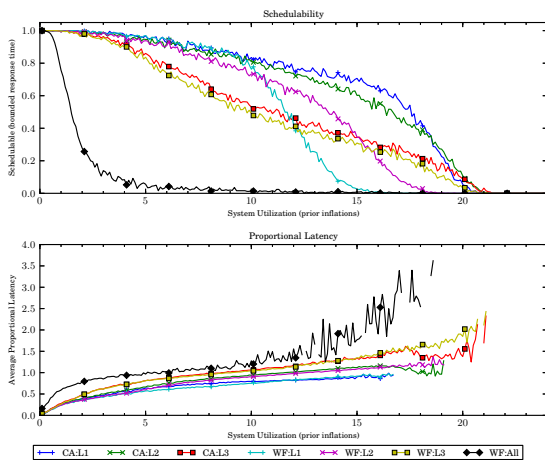 Schedulability
1.0
0.8
0.6
0.4
0.2
0.0
Schedulable (bounded response time)
0
5
10
15
20
System Utilization (prior inflations)
Proportional Latency
4.0
3.5
3.0
2.5
2.0
1.5
1.0
0.5
0.0
Average Proportional Latency
0
5
10
15
20
System Utilization (prior inflations)
CA:L1
CA:L2
CA:L3
WF:L1
WF:L2
WF:L3
WF:All